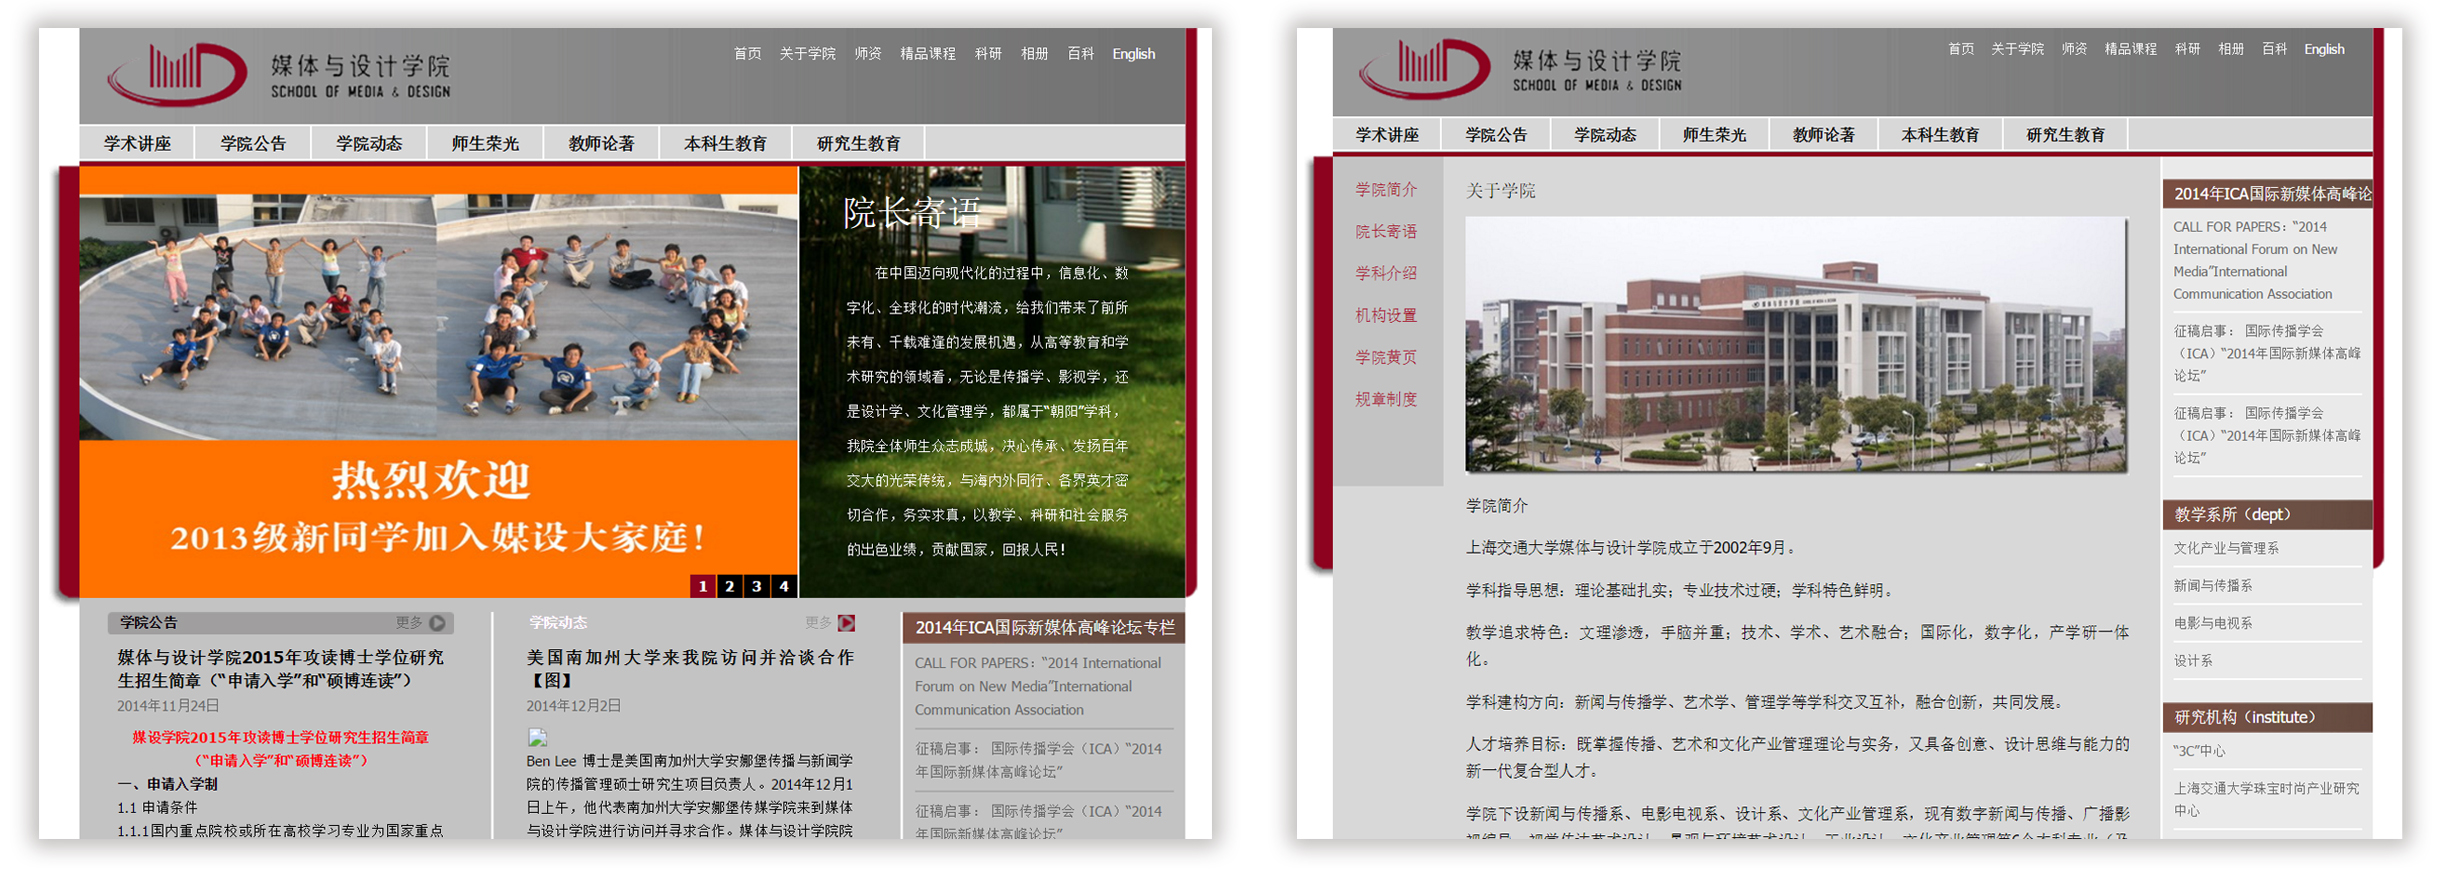 媒体与设计学院
SCHOOL OF MEDIA & DESIGN
首页 关于学院 师资 精品课程 科研 相册 百科 English
学术讲座 学院公告 学院动态 师生荣光 教师论著 本科生教育 研究生教育
热烈欢迎
2013级新同学加入媒设大家庭！
1 2 3 4
院长寄语
在中国迈向现代化的过程中，信息化、数
字化、全球化的时代潮流，给我们带来了前所
未有、千载难逢的发展机遇，从高等教育和学
术研究的领域看，无论是传播学、影视学，还
是设计学、文化管理学，都属于“朝阳”学科，
我院全体师生众志成城，决心传承、发扬百年
交大的光荣传统，与海内外同行、各界英才密
切合作，务实求真，以教学、科研和社会服务
的出色业绩，贡献国家，回报人民！
学院公告 更多
媒体与设计学院2015年攻读博士学位研究
生招生简章（“申请入学”和“硕博连读”）
2014年11月24日
媒设学院2015年攻读博士学位研究生招生简章
（“申请入学”和“硕博连读”）
一、申请入学制
1.1 申请条件
1.1.1国内重点院校或所在高校学习专业为国家重点
学院动态 更多
美国南加州大学来我院访问并洽谈合作
【图】
2014年12月2日
Ben Lee 博士是美国南加州大学安娜堡传播与新闻学
院的传播管理硕士研究生项目负责人。2014年12月1
日上午，他代表南加州大学安娜堡传媒学院来到媒体
与设计学院进行访问并寻求合作。媒体与设计学院院
2014年ICA国际新媒体高峰论坛专栏
CALL FOR PAPERS：“2014 International
Forum on New Media”International
Communication Association
征稿启事： 国际传播学会（ICA）“2014
年国际新媒体高峰论坛”
征稿启事： 国际传播学会（ICA）“2014
年国际新媒体高峰论坛”
媒体与设计学院
SCHOOL OF MEDIA & DESIGN
首页 关于学院 师资 精品课程 科研 相册 百科 English
学术讲座 学院公告 学院动态 师生荣光 教师论著 本科生教育 研究生教育
学院简介
院长寄语
学科介绍
机构设置
学院黄页
规章制度
关于学院
媒体与设计学院
学院简介
上海交通大学媒体与设计学院成立于2002年9月。
学科指导思想：理论基础扎实；专业技术过硬；学科特色鲜明。
教学追求特色：文理渗透，手脑并重；技术、学术、艺术融合；国际化，数字化，产学研一体
化。
学科建构方向：新闻与传播学、艺术学、管理学等学科交叉互补，融合创新，共同发展。
人才培养目标：既掌握传播、艺术和文化产业管理理论与实务，又具备创意、设计思维与能力的
新一代复合型人才。
学院下设新闻与传播系、电影电视系、设计系、文化产业管理系，现有数字新闻与传播、广播影
2014年ICA国际新媒体高峰论
CALL FOR PAPERS：“2014
International Forum on New
Media”International
Communication Association
征稿启事： 国际传播学会
（ICA）“2014年国际新媒体高峰
论坛”
征稿启事： 国际传播学会
（ICA）“2014年国际新媒体高峰
论坛”
教学系所（dept）
文化产业与管理系
新闻与传播系
电影与电视系
设计系
研究机构（institute）
“3C”中心
上海交通大学珠宝时尚产业研究
中心